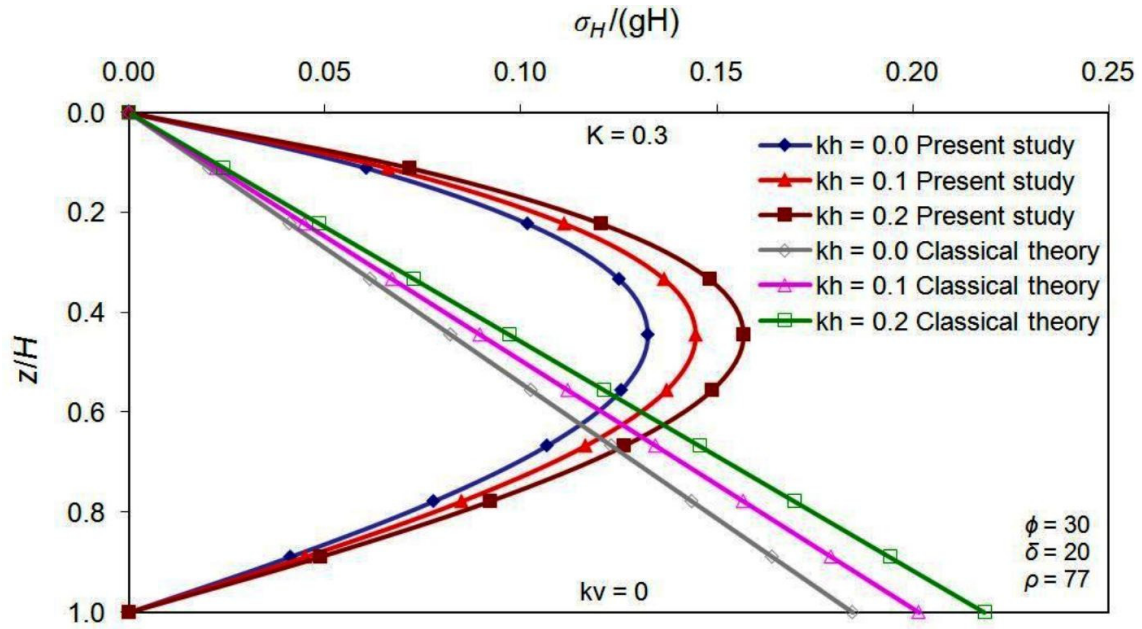 σH/(gH)
0.00 0.05 0.10 0.15 0.20 0.25
0.0
K = 0.3
kh = 0.0 Present study
kh = 0.1 Present study
kh = 0.2 Present study
kh = 0.0 Classical theory
kh = 0.1 Classical theory
kh = 0.2 Classical theory
0.2
0.4
z/H
0.6
0.8
1.0
kv = 0
ϕ = 30
δ = 20
ρ = 77